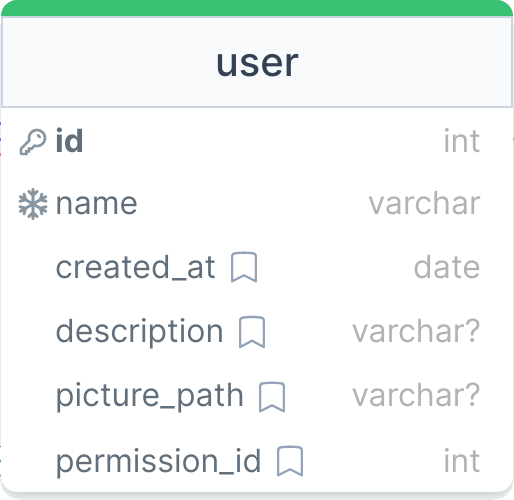 user
id int
name varchar
created_at date
description varchar?
picture_path varchar?
permission_id int